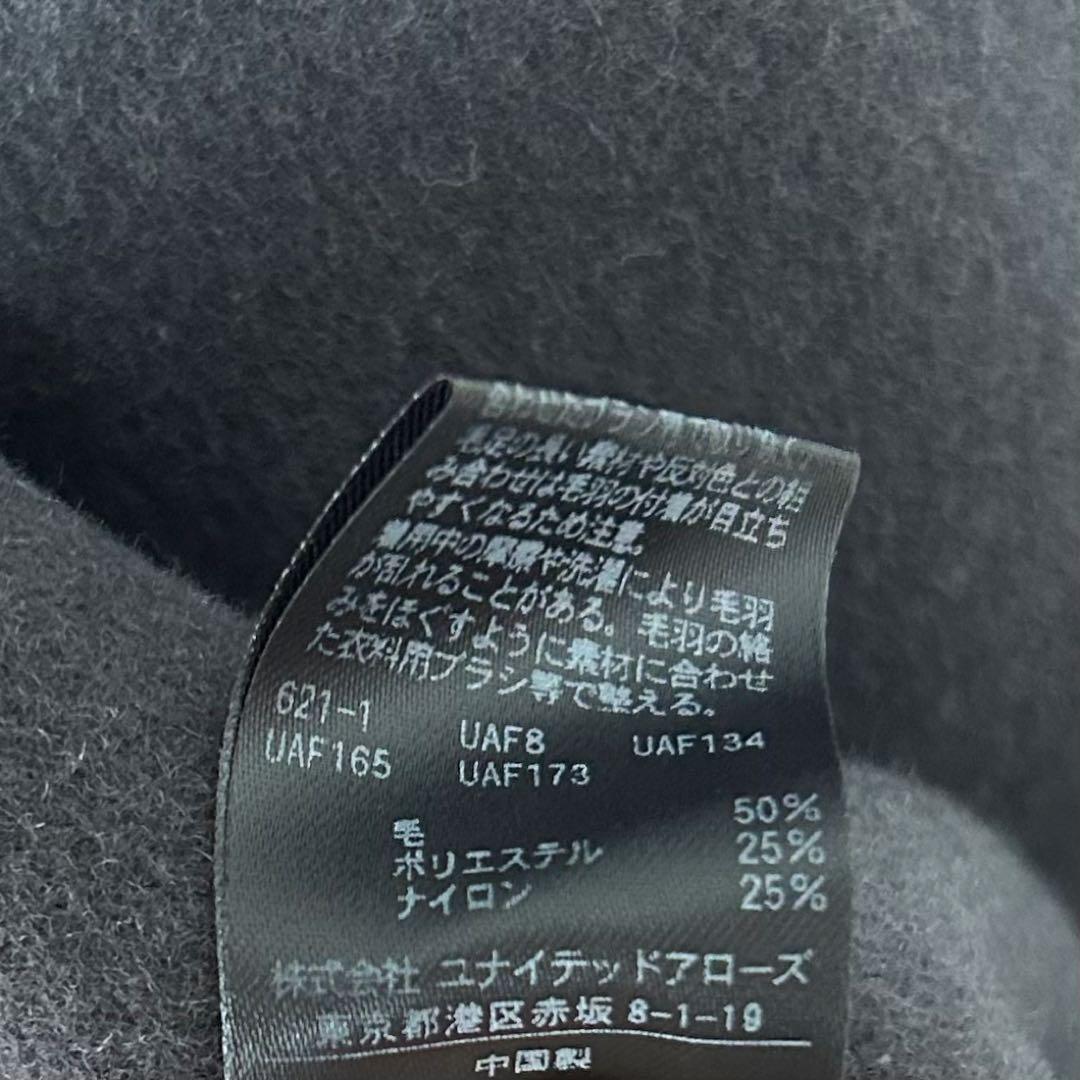 毛足の長い素材や反対色との組
み合わせは毛羽の付着が目立ち
やすくなるため注意。
着用中の摩擦や洗濯により毛羽
が乱れることがある。毛羽の絡
みをほぐすように素材に合わせ
た衣料用ブラシ等で整える。
621-1 UAF8 UAF134
UAF165 UAF173
毛 50%
ポリエステル 25%
ナイロン 25%
株式会社 ユナイテッドアローズ
東京都港区赤坂 8-1-19
中国製